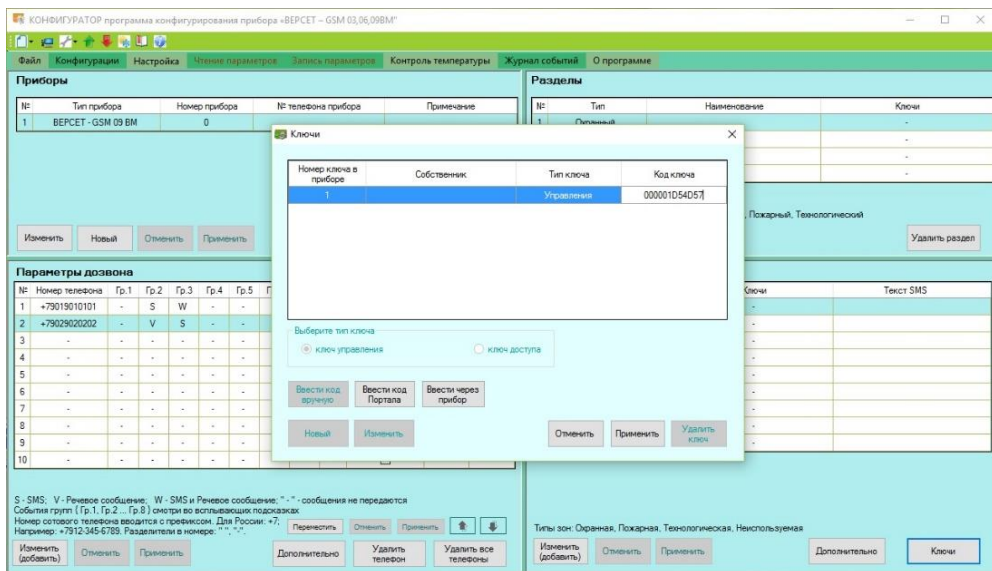 КОНФИГУРАТОР программа конфигурирования прибора «ВЕРСЕТ – GSM 03,06,09ВМ"
Файл Конфигурации Настройка Чтение параметров Запись параметров Контроль температуры Журнал событий О программе
Приборы
№ Тип прибора Номер прибора № телефона прибора Примечание
1 ВЕРСЕТ - GSM 09 ВМ 0
Изменить Новый Отменить Применить
Разделы
№ Тип Наименование Ключи
1 Охранный -
-
-
-
, Пожарный, Технологический
Удалить раздел
Ключи
Номер ключа в приборе Собственник Тип ключа Код ключа
1 Управления 000001D54D57
Выберите тип ключа
ключ управления ключ доступа
Ввести код вручную Ввести код Портала Ввести через прибор
Новый Изменить Отменить Применить Удалить ключ
Параметры дозвона
№ Номер телефона Гр.1 Гр.2 Гр.3 Гр.4 Гр.5
1 +79019010101 - S W - -
2 +79029020202 - V S - -
3 - - - - - -
4 - - - - - -
5 - - - - - -
6 - - - - - -
7 - - - - - -
8 - - - - - -
9 - - - - - -
10 - - - - - -
S - SMS; V - Речевое сообщение; W - SMS и Речевое сообщение; " - " - сообщения не передаются
События групп ( Гр.1, Гр.2 ... Гр.8 ) смотри во всплывающих подсказках
Номер сотового телефона вводится с префиксом. Для России: +7;
Например: +7912-345-6789. Разделители в номере: " ", "-".
Переместить Отменить Применить
Изменить (добавить) Отменить Применить Дополнительно Удалить телефон Удалить все телефоны
Ключи Текст SMS
-
-
-
-
-
-
-
-
-
Типы зон: Охранная, Пожарная, Технологическая, Неиспользуемая
Изменить (добавить) Отменить Применить Дополнительно Ключи